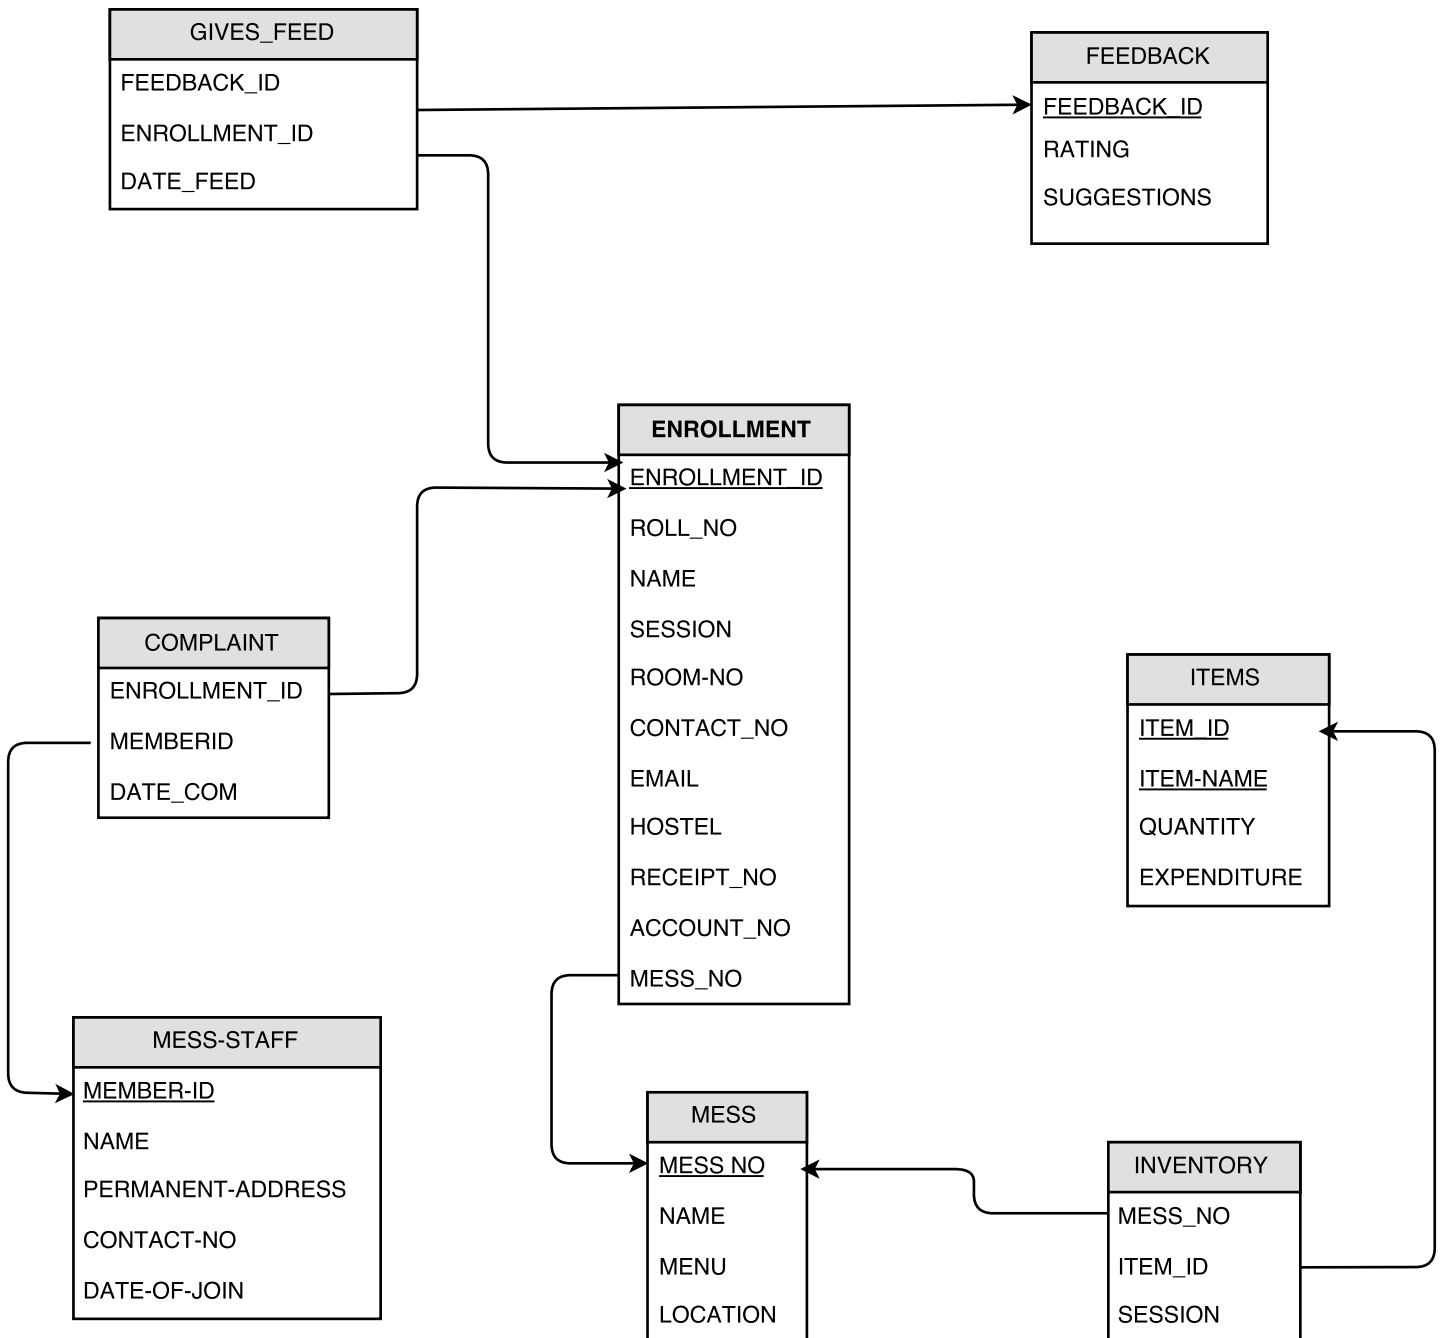 GIVES_FEED
FEEDBACK_ID
ENROLLMENT_ID
DATE_FEED
FEEDBACK
FEEDBACK_ID
RATING
SUGGESTIONS
ENROLLMENT
ENROLLMENT_ID
ROLL_NO
NAME
SESSION
ROOM-NO
CONTACT_NO
EMAIL
HOSTEL
RECEIPT_NO
ACCOUNT_NO
MESS_NO
COMPLAINT
ENROLLMENT_ID
MEMBERID
DATE_COM
ITEMS
ITEM_ID
ITEM-NAME
QUANTITY
EXPENDITURE
MESS-STAFF
MEMBER-ID
NAME
PERMANENT-ADDRESS
CONTACT-NO
DATE-OF-JOIN
MESS
MESS NO
NAME
MENU
LOCATION
INVENTORY
MESS_NO
ITEM_ID
SESSION